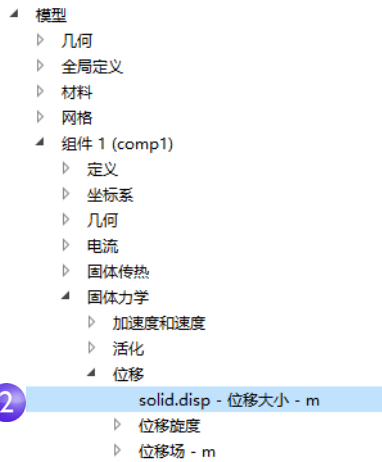 模型
几何
全局定义
材料
网格
组件 1 (comp1)
定义
坐标系
几何
电流
固体传热
固体力学
加速度和速度
活化
位移
2
solid.disp - 位移大小 - m
位移旋度
位移场 - m